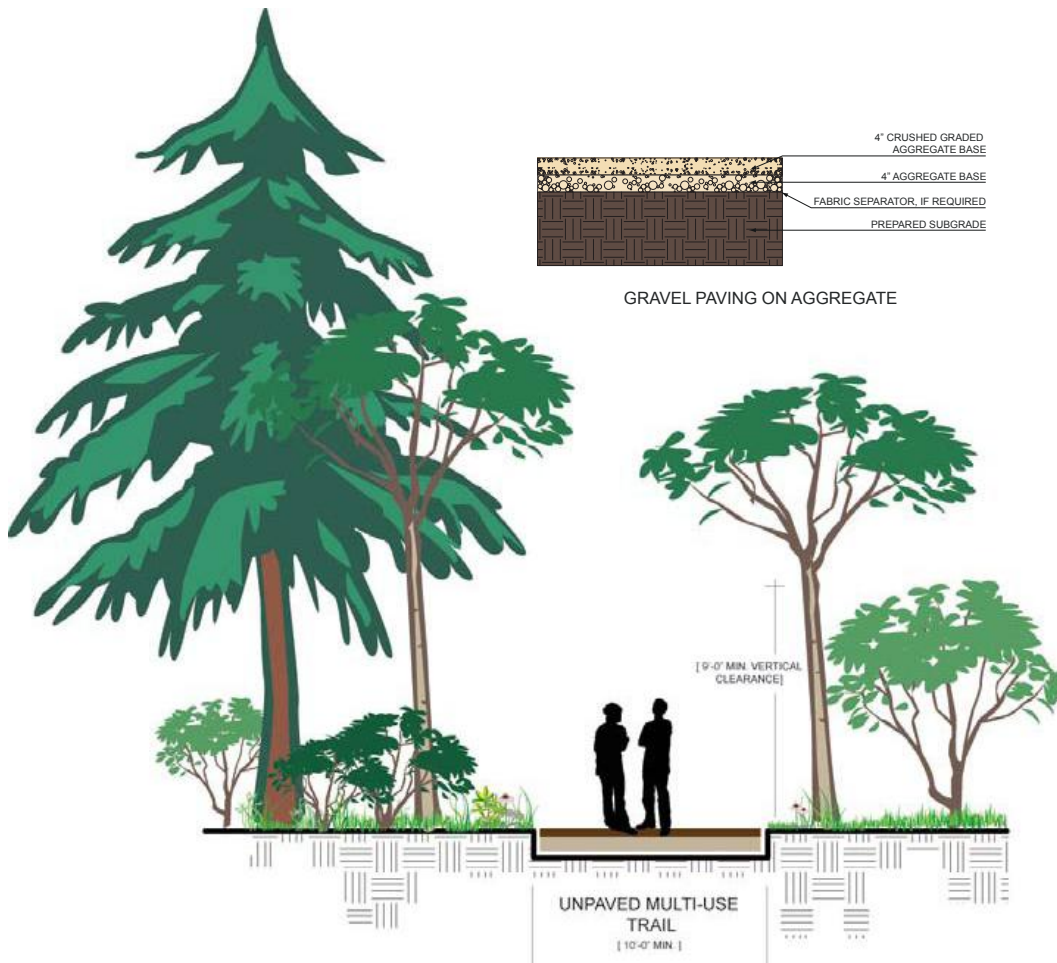 4" CRUSHED GRADED
AGGREGATE BASE
4" AGGREGATE BASE
FABRIC SEPARATOR, IF REQUIRED
PREPARED SUBGRADE
GRAVEL PAVING ON AGGREGATE
[ 9'-0" MIN. VERTICAL
CLEARANCE]
UNPAVED MULTI-USE
TRAIL
[ 10'-0" MIN. ]